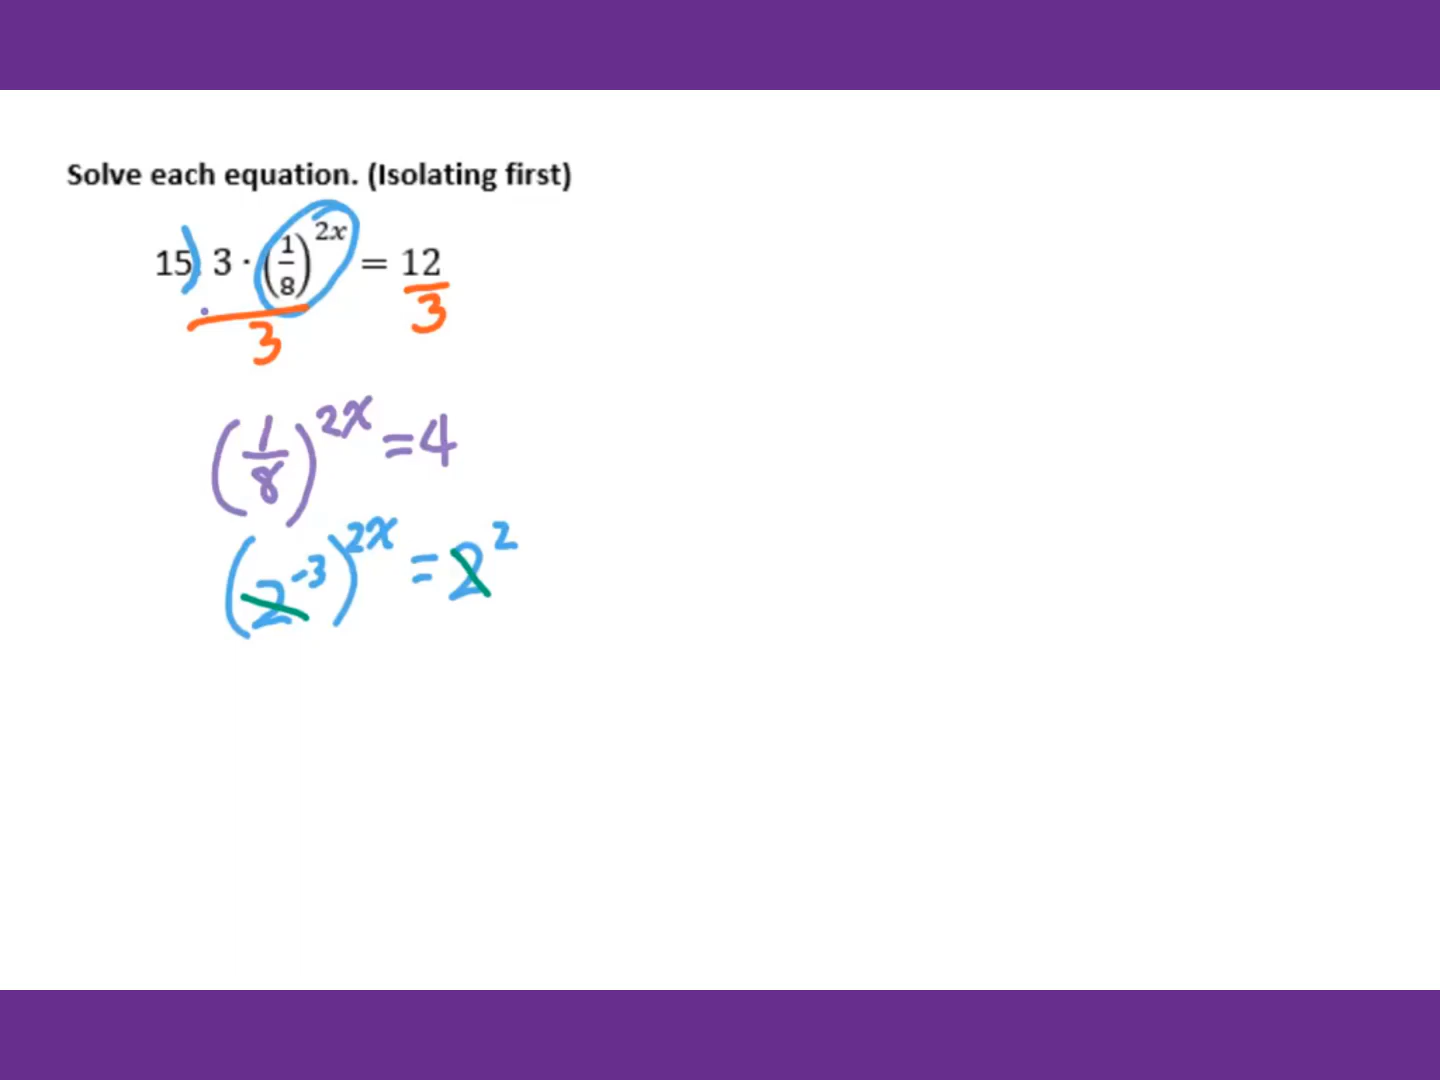 Solve each equation. (Isolating first)
15) 3 · (1/8)^2x = 12
3 3
(1/8)^2x = 4
(2^-3)^2x = 2^2